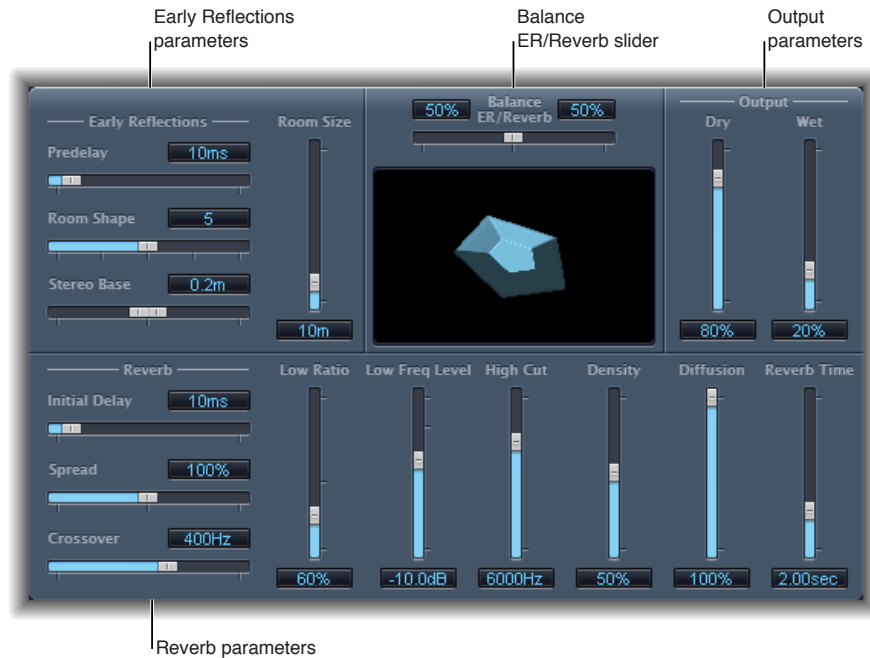 Early Reflections
parameters
Balance
ER/Reverb slider
Output
parameters
Early Reflections
Predelay 10ms
Room Shape 5
Stereo Base 0.2m
Room Size
10m
50% Balance
ER/Reverb 50%
Output
Dry Wet
80% 20%
Reverb
Initial Delay 10ms
Spread 100%
Crossover 400Hz
Low Ratio Low Freq Level High Cut Density Diffusion Reverb Time
60% -10.0dB 6000Hz 50% 100% 2.00sec
Reverb parameters